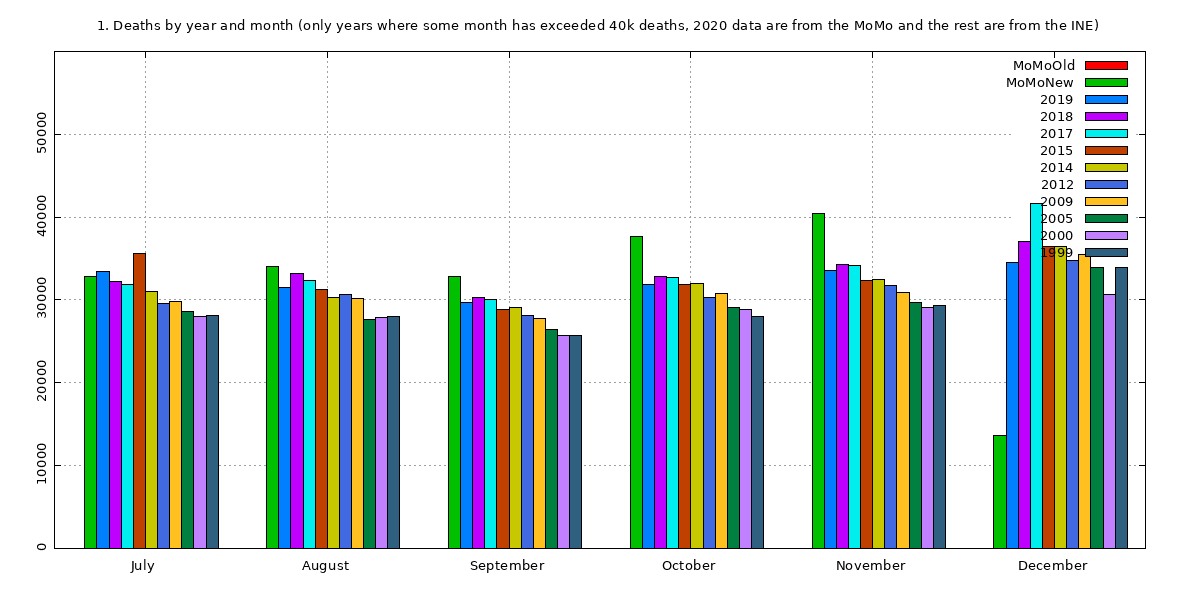 1. Deaths by year and month (only years where some month has exceeded 40k deaths, 2020 data are from the MoMo and the rest are from the INE)
MoMoOld
MoMoNew
2019
2018
2017
2015
2014
2012
2009
2005
2000
1999
50000
40000
30000
20000
10000
0
July
August
September
October
November
December